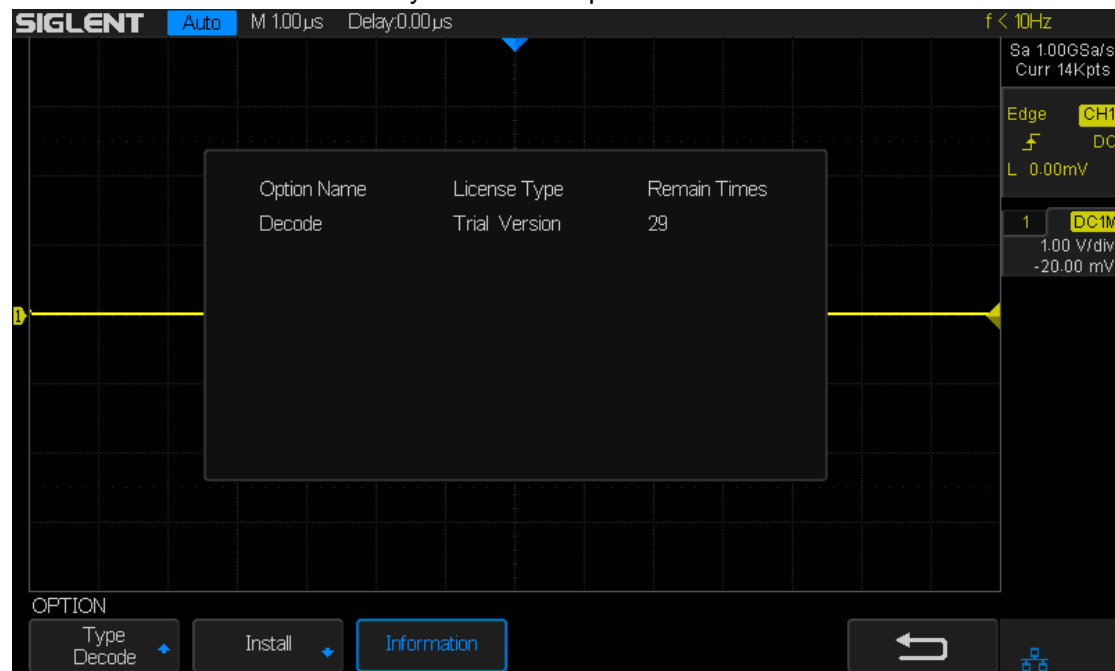 SIGLENT Auto M 1.00µs Delay:0.00µs f < 10Hz
Sa 1.00GSa/s
Curr 14Kpts
Edge CH1
DC
L 0.00mV
Option Name License Type Remain Times
Decode Trial Version 29
1 DC1M
1.00 V/div
-20.00 mV
1
OPTION
Type
Decode
Install
Information